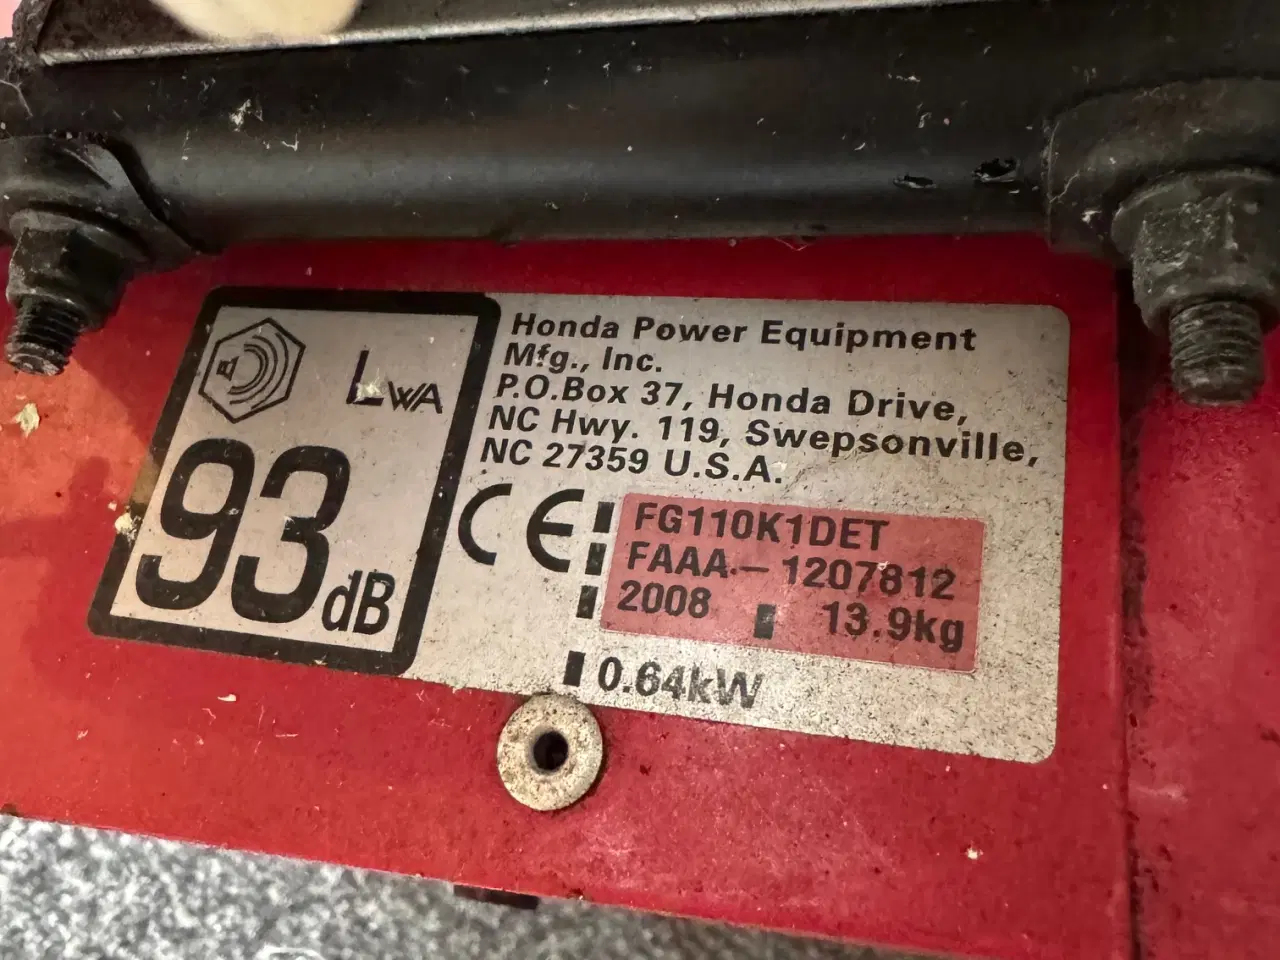 LWA
93dB
Honda Power Equipment
Mfg., Inc.
P.O.Box 37, Honda Drive,
NC Hwy. 119, Swepsonville,
NC 27359 U.S.A.
CE
FG110K1DET
FAAA-1207812
2008 13.9kg
0.64kW